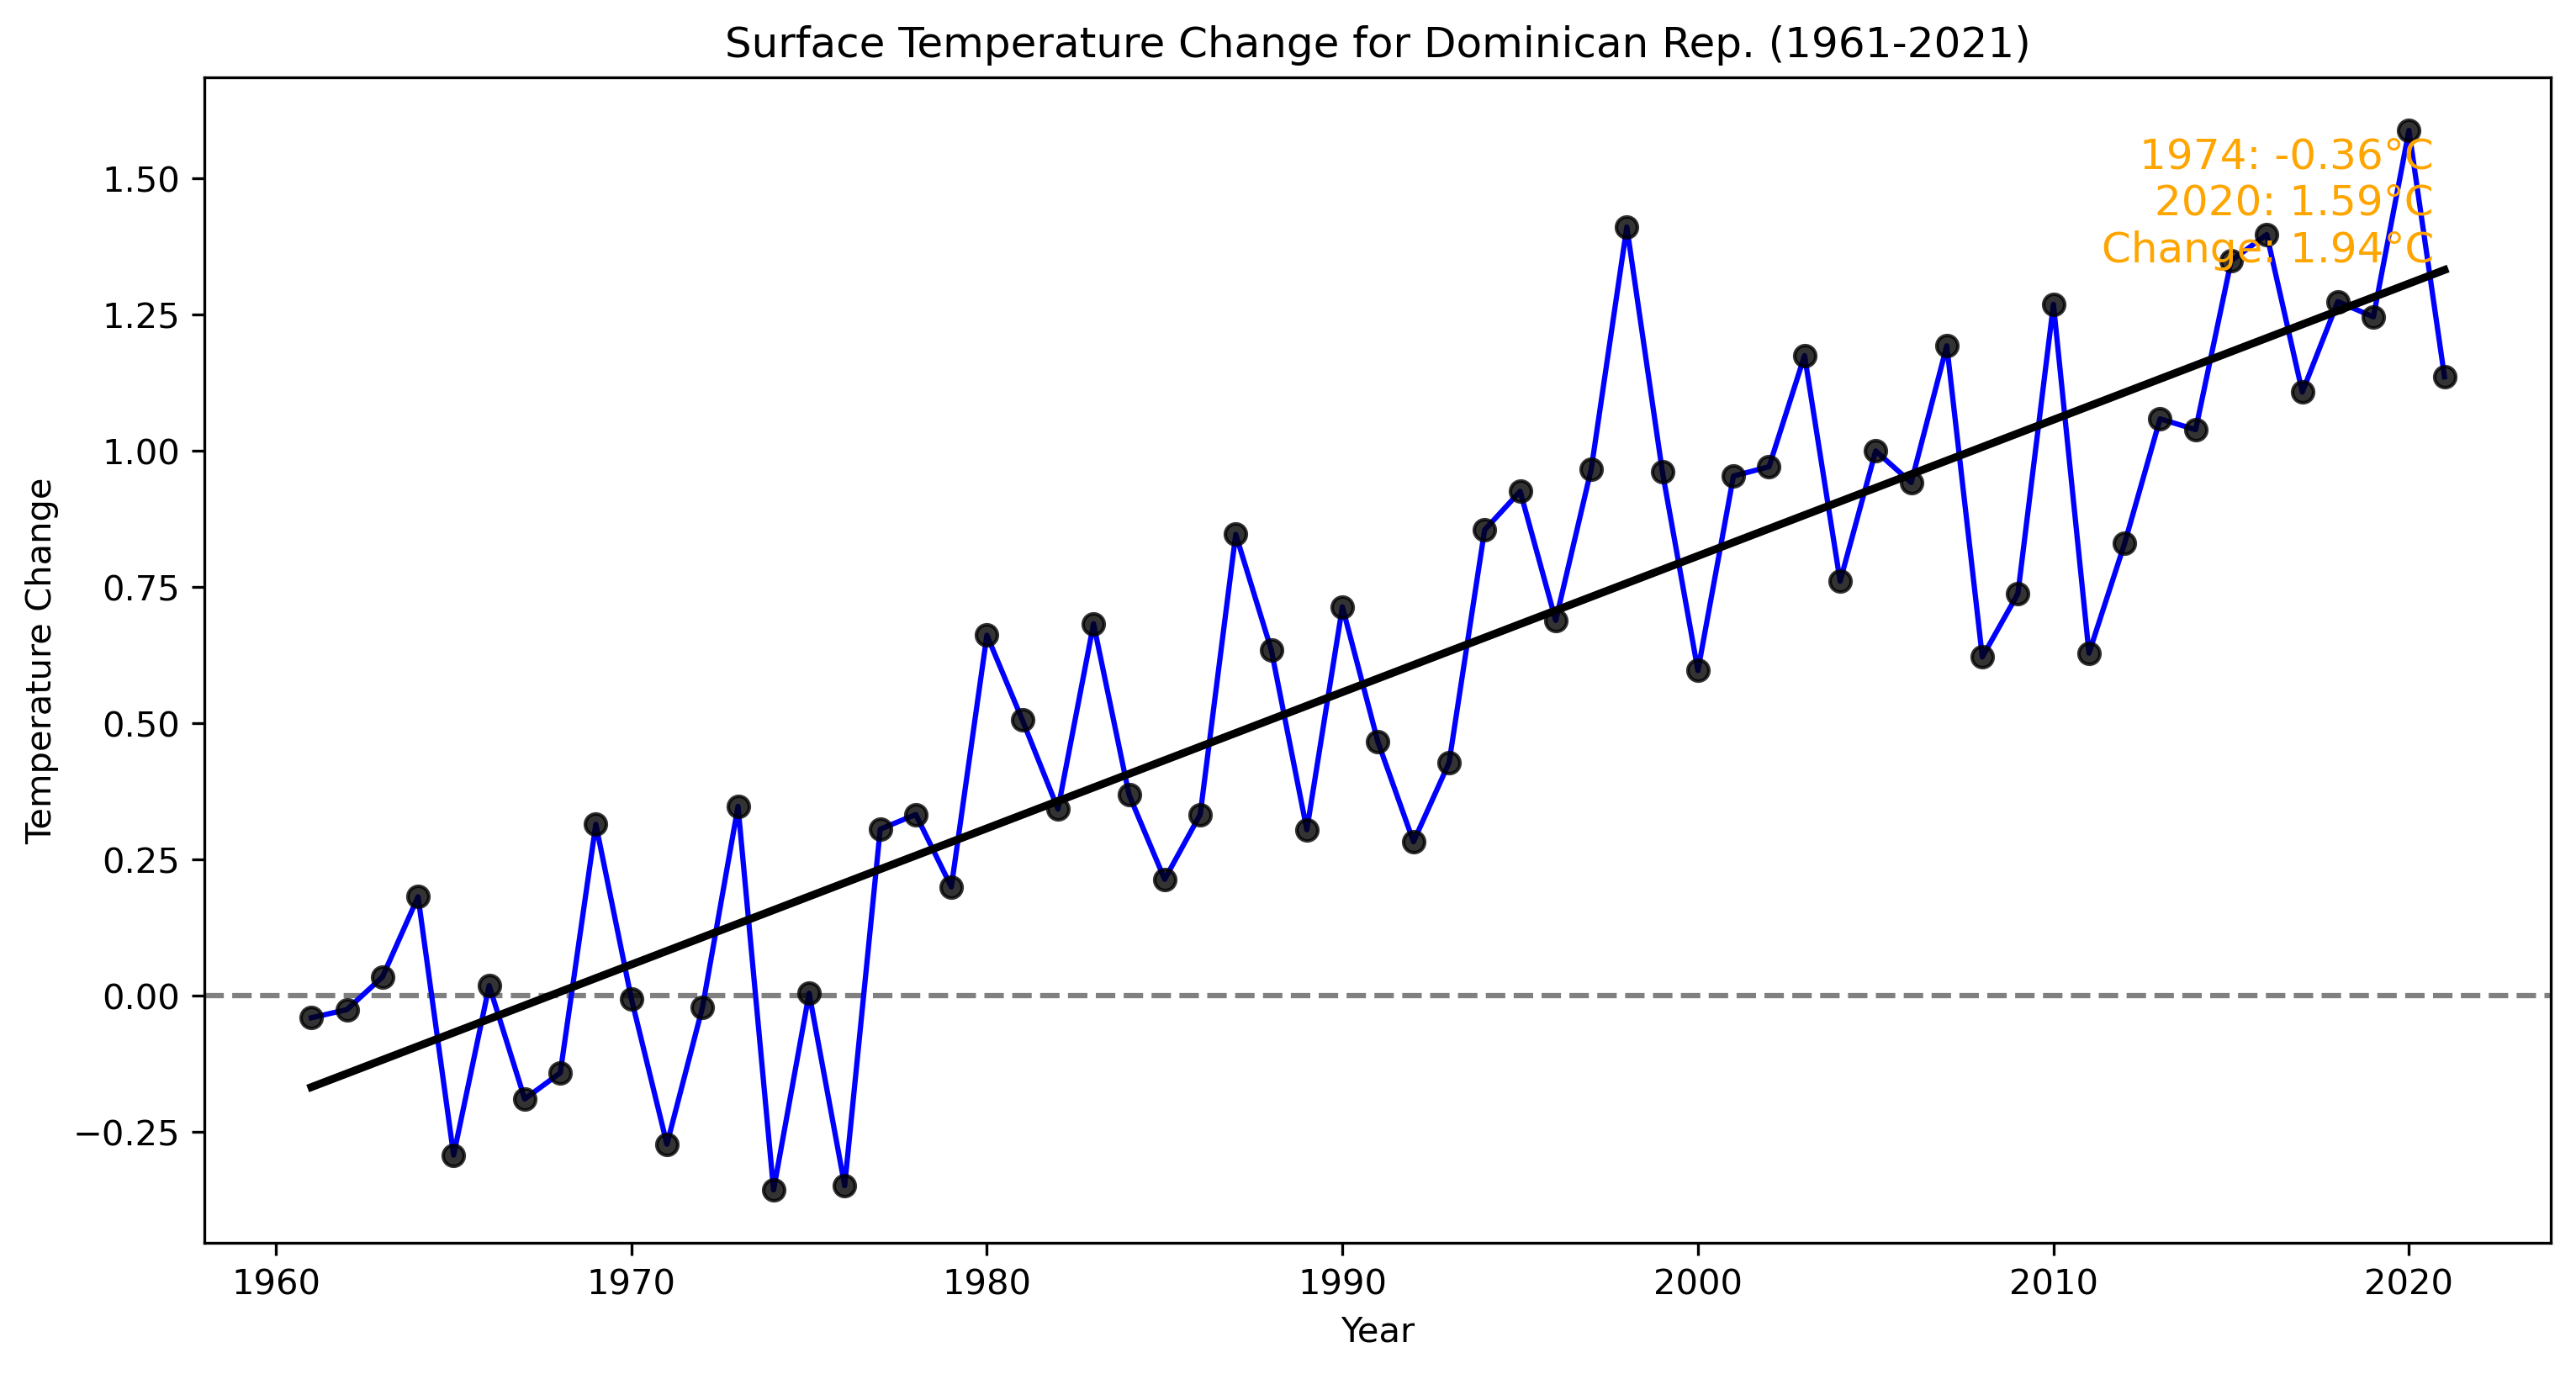 Surface Temperature Change for Dominican Rep. (1961-2021)
1974: -0.36°C
2020: 1.59°C
Change: 1.94°C
Temperature Change
1.50
1.25
1.00
0.75
0.50
0.25
0.00
−0.25
1960 1970 1980 1990 2000 2010 2020
Year